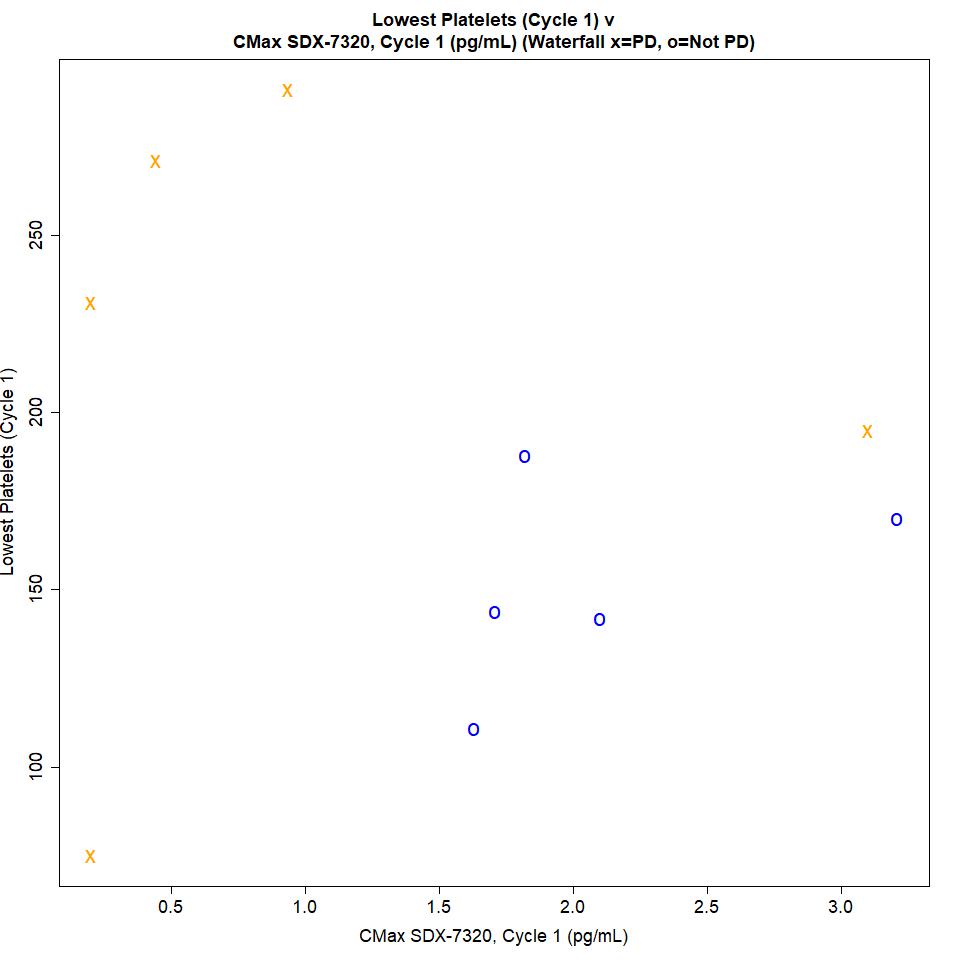 Lowest Platelets (Cycle 1) v
CMax SDX-7320, Cycle 1 (pg/mL) (Waterfall x=PD, o=Not PD)
X
X
250
X
200
X
O
O
Lowest Platelets (Cycle 1)
150
O
O
O
100
X
0.5 1.0 1.5 2.0 2.5 3.0
CMax SDX-7320, Cycle 1 (pg/mL)